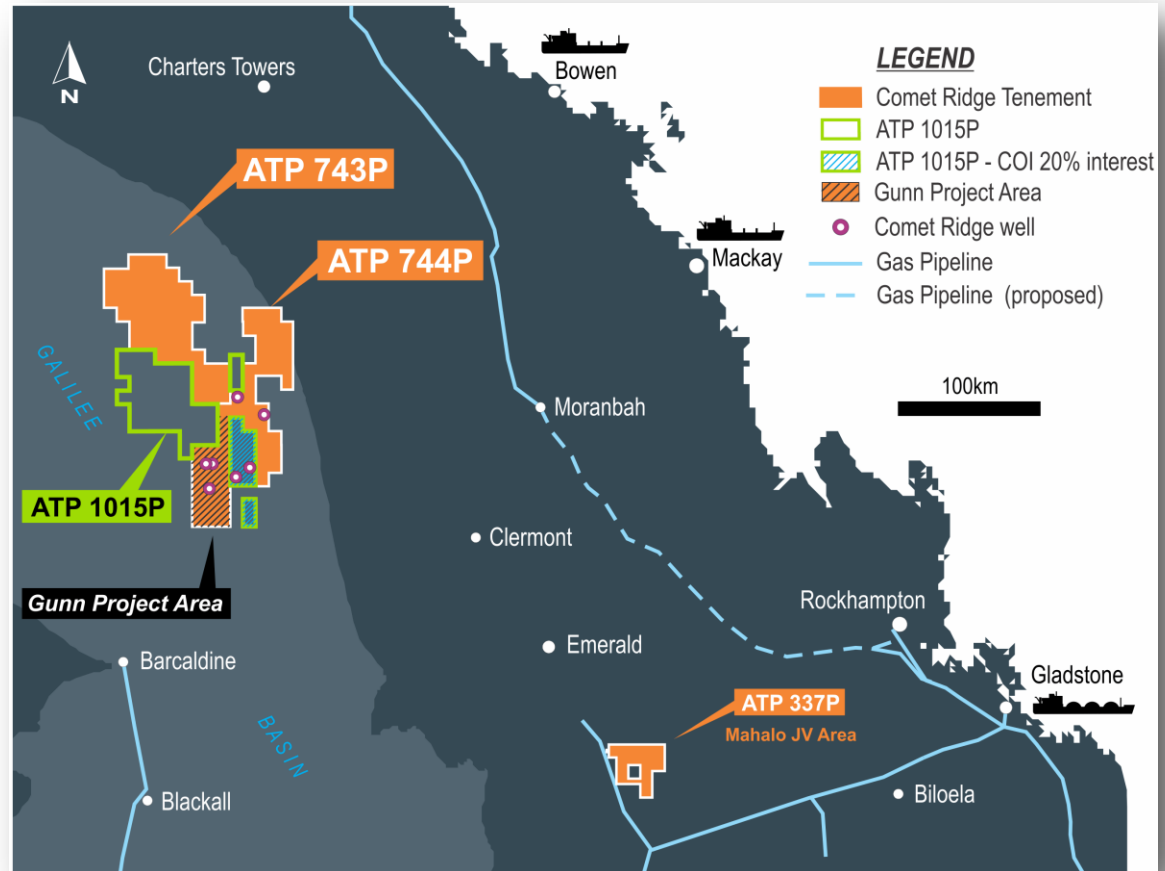 LEGEND
Comet Ridge Tenement
ATP 1015P
ATP 1015P - COI 20% interest
Gunn Project Area
Comet Ridge well
Gas Pipeline
Gas Pipeline (proposed)
N
Charters Towers
Bowen
ATP 743P
ATP 744P
Mackay
GALILEE
100km
Moranbah
ATP 1015P
Clermont
Gunn Project Area
Rockhampton
Barcaldine
Emerald
Gladstone
ATP 337P
Mahalo JV Area
BASIN
Blackall
Biloela